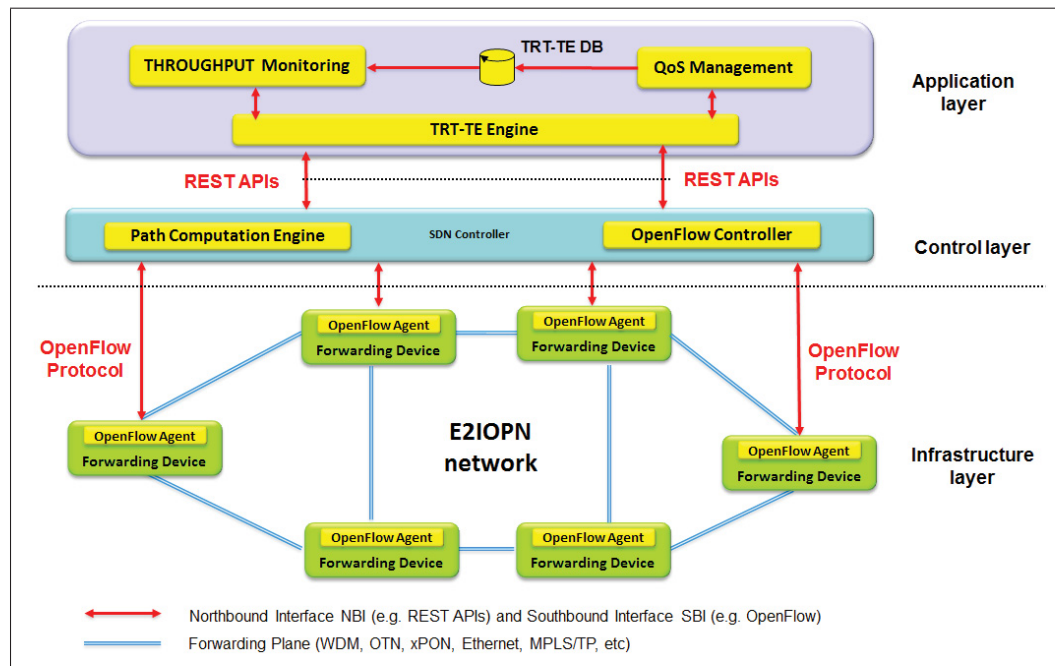 TRT-TE DB
THROUGHPUT Monitoring
QoS Management
Application
layer
TRT-TE Engine
REST APIs
REST APIs
Path Computation Engine
SDN Controller
OpenFlow Controller
Control layer
OpenFlow Agent
Forwarding Device
OpenFlow Agent
Forwarding Device
OpenFlow
Protocol
OpenFlow
Protocol
OpenFlow Agent
Forwarding Device
E2IOPN
network
OpenFlow Agent
Forwarding Device
Infrastructure
layer
OpenFlow Agent
Forwarding Device
OpenFlow Agent
Forwarding Device
Northbound Interface NBI (e.g. REST APIs) and Southbound Interface SBI (e.g. OpenFlow)
Forwarding Plane (WDM, OTN, xPON, Ethernet, MPLS/TP, etc)